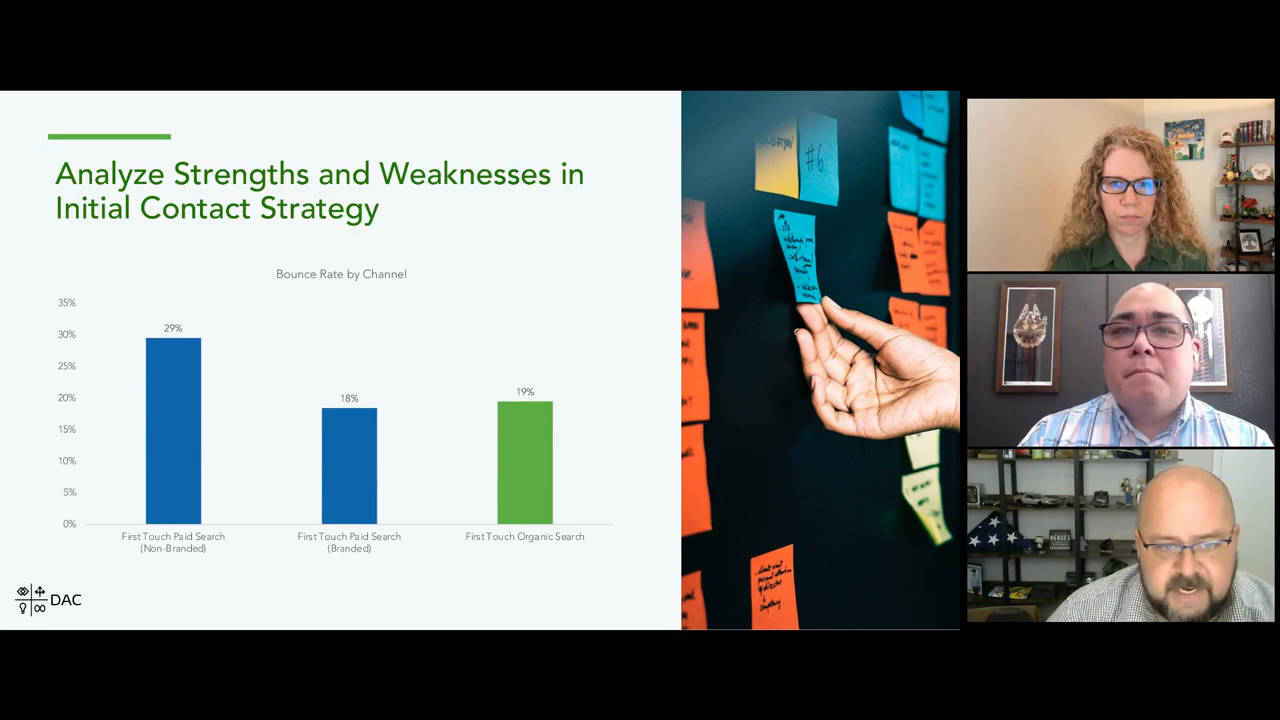 Analyze Strengths and Weaknesses in
Initial Contact Strategy
Bounce Rate by Channel
35%
30%
25%
20%
15%
10%
5%
0%
29%
18%
19%
First Touch Paid Search
(Non-Branded)
First Touch Paid Search
(Branded)
First Touch Organic Search
DAC
#6
HEROES